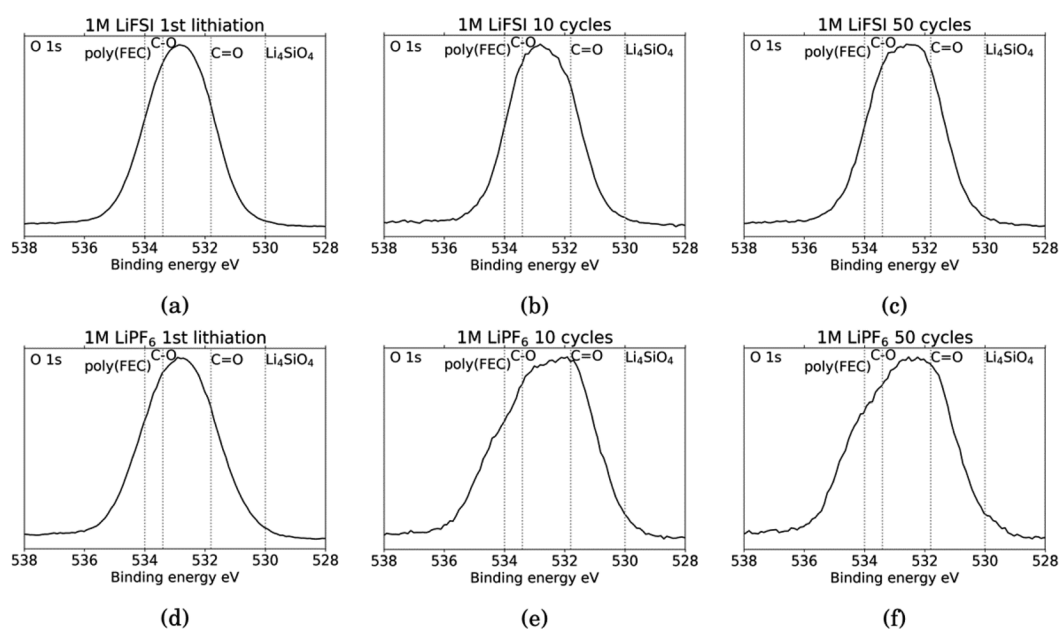 1M LiFSI 1st lithiation
O 1s
poly(FEC)
C-O
C=O
Li₄SiO₄
538 536 534 532 530 528
Binding energy eV
(a)
1M LiFSI 10 cycles
O 1s
poly(FEC)
C-O
C=O
Li₄SiO₄
538 536 534 532 530 528
Binding energy eV
(b)
1M LiFSI 50 cycles
O 1s
poly(FEC)
C-O
C=O
Li₄SiO₄
538 536 534 532 530 528
Binding energy eV
(c)
1M LiPF₆ 1st lithiation
O 1s
poly(FEC)
C-O
C=O
Li₄SiO₄
538 536 534 532 530 528
Binding energy eV
(d)
1M LiPF₆ 10 cycles
O 1s
poly(FEC)
C-O
C=O
Li₄SiO₄
538 536 534 532 530 528
Binding energy eV
(e)
1M LiPF₆ 50 cycles
O 1s
poly(FEC)
C-O
C=O
Li₄SiO₄
538 536 534 532 530 528
Binding energy eV
(f)